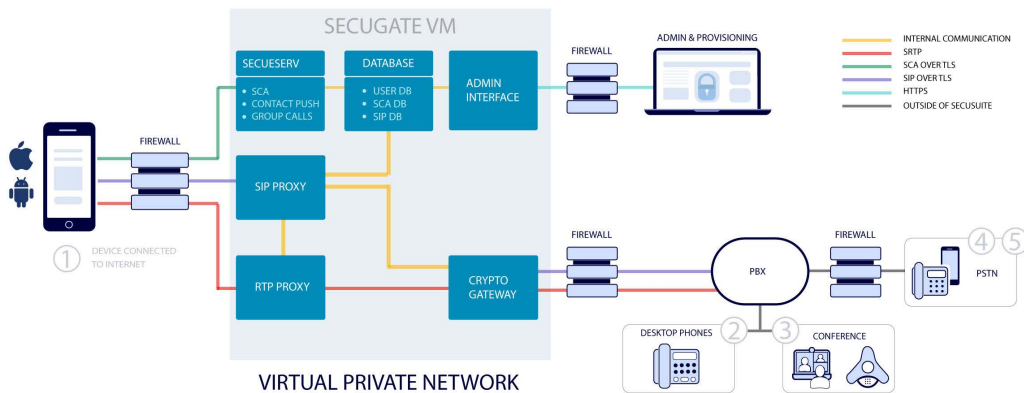 SECUGATE VM
SECUESERV
• SCA
• CONTACT PUSH
• GROUP CALLS
DATABASE
• USER DB
• SCA DB
• SIP DB
ADMIN
INTERFACE
FIREWALL
ADMIN & PROVISIONING
INTERNAL COMMUNICATION
SRTP
SCA OVER TLS
SIP OVER TLS
HTTPS
OUTSIDE OF SECUSUITE
FIREWALL
1
DEVICE CONNECTED
TO INTERNET
SIP PROXY
RTP PROXY
CRYPTO
GATEWAY
FIREWALL
PBX
FIREWALL
4
5
PSTN
DESKTOP PHONES
2
3
CONFERENCE
VIRTUAL PRIVATE NETWORK